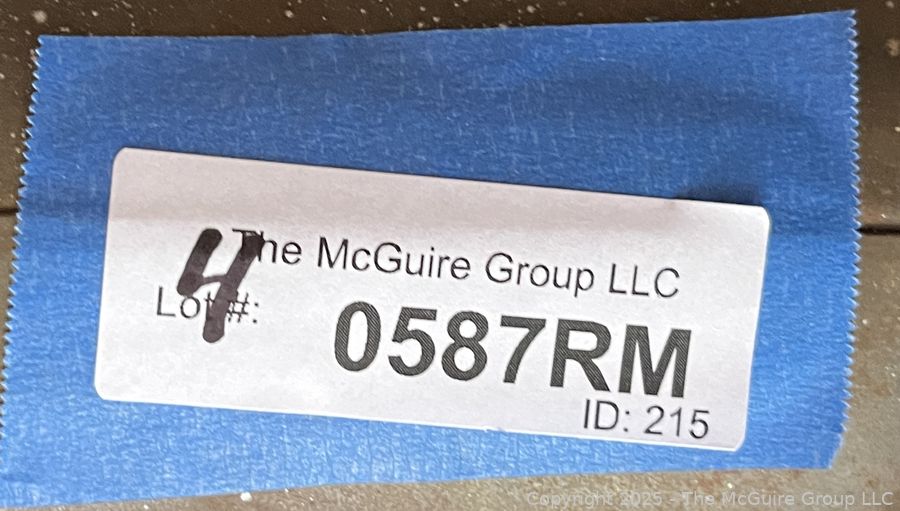 4
The McGuire Group LLC
Lot #:
0587RM
ID: 215
Copyright 2025 - The McGuire Group LLC